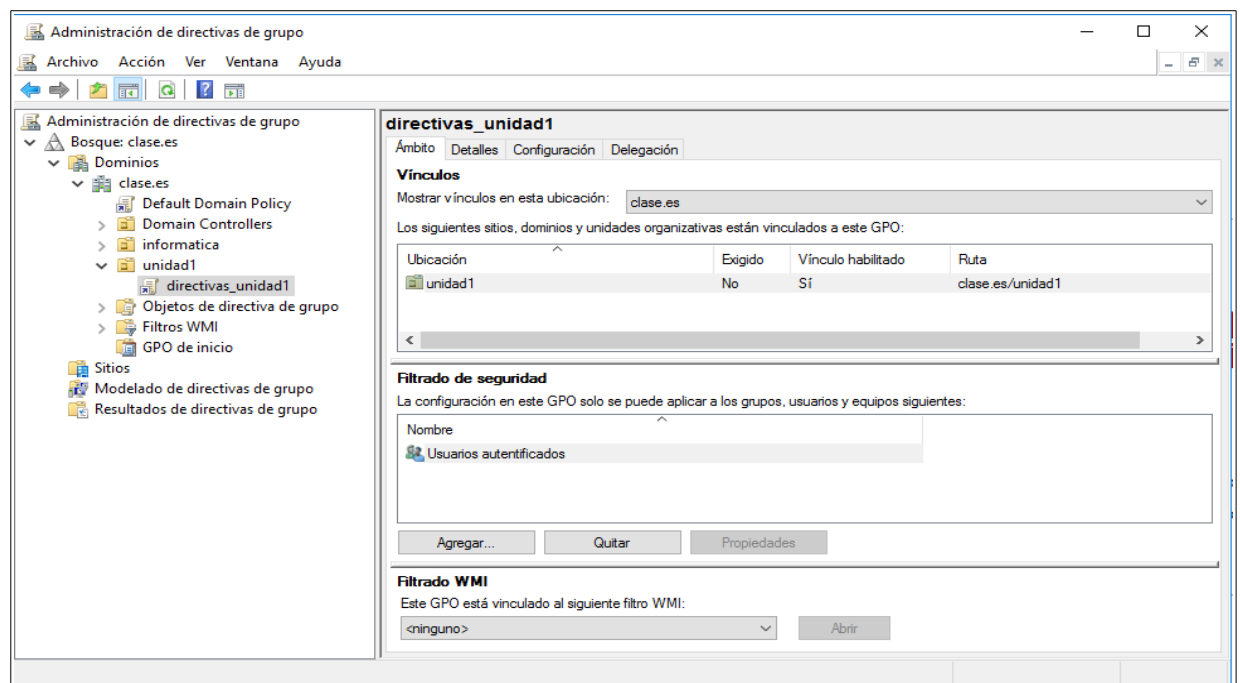 Administración de directivas de grupo
Archivo Acción Ver Ventana Ayuda
Administración de directivas de grupo
Bosque: clase.es
Dominios
clase.es
Default Domain Policy
Domain Controllers
informatica
unidad1
directivas_unidad1
Objetos de directiva de grupo
Filtros WMI
GPO de inicio
Sitios
Modelado de directivas de grupo
Resultados de directivas de grupo
directivas_unidad1
Ámbito Detalles Configuración Delegación
Vínculos
Mostrar vínculos en esta ubicación: clase.es
Los siguientes sitios, dominios y unidades organizativas están vinculados a este GPO:
Ubicación Exigido Vínculo habilitado Ruta
unidad1 No Sí clase.es/unidad1
Filtrado de seguridad
La configuración en este GPO solo se puede aplicar a los grupos, usuarios y equipos siguientes:
Nombre
Usuarios autentificados
Agregar... Quitar Propiedades
Filtrado WMI
Este GPO está vinculado al siguiente filtro WMI:
<ninguno> Abrir